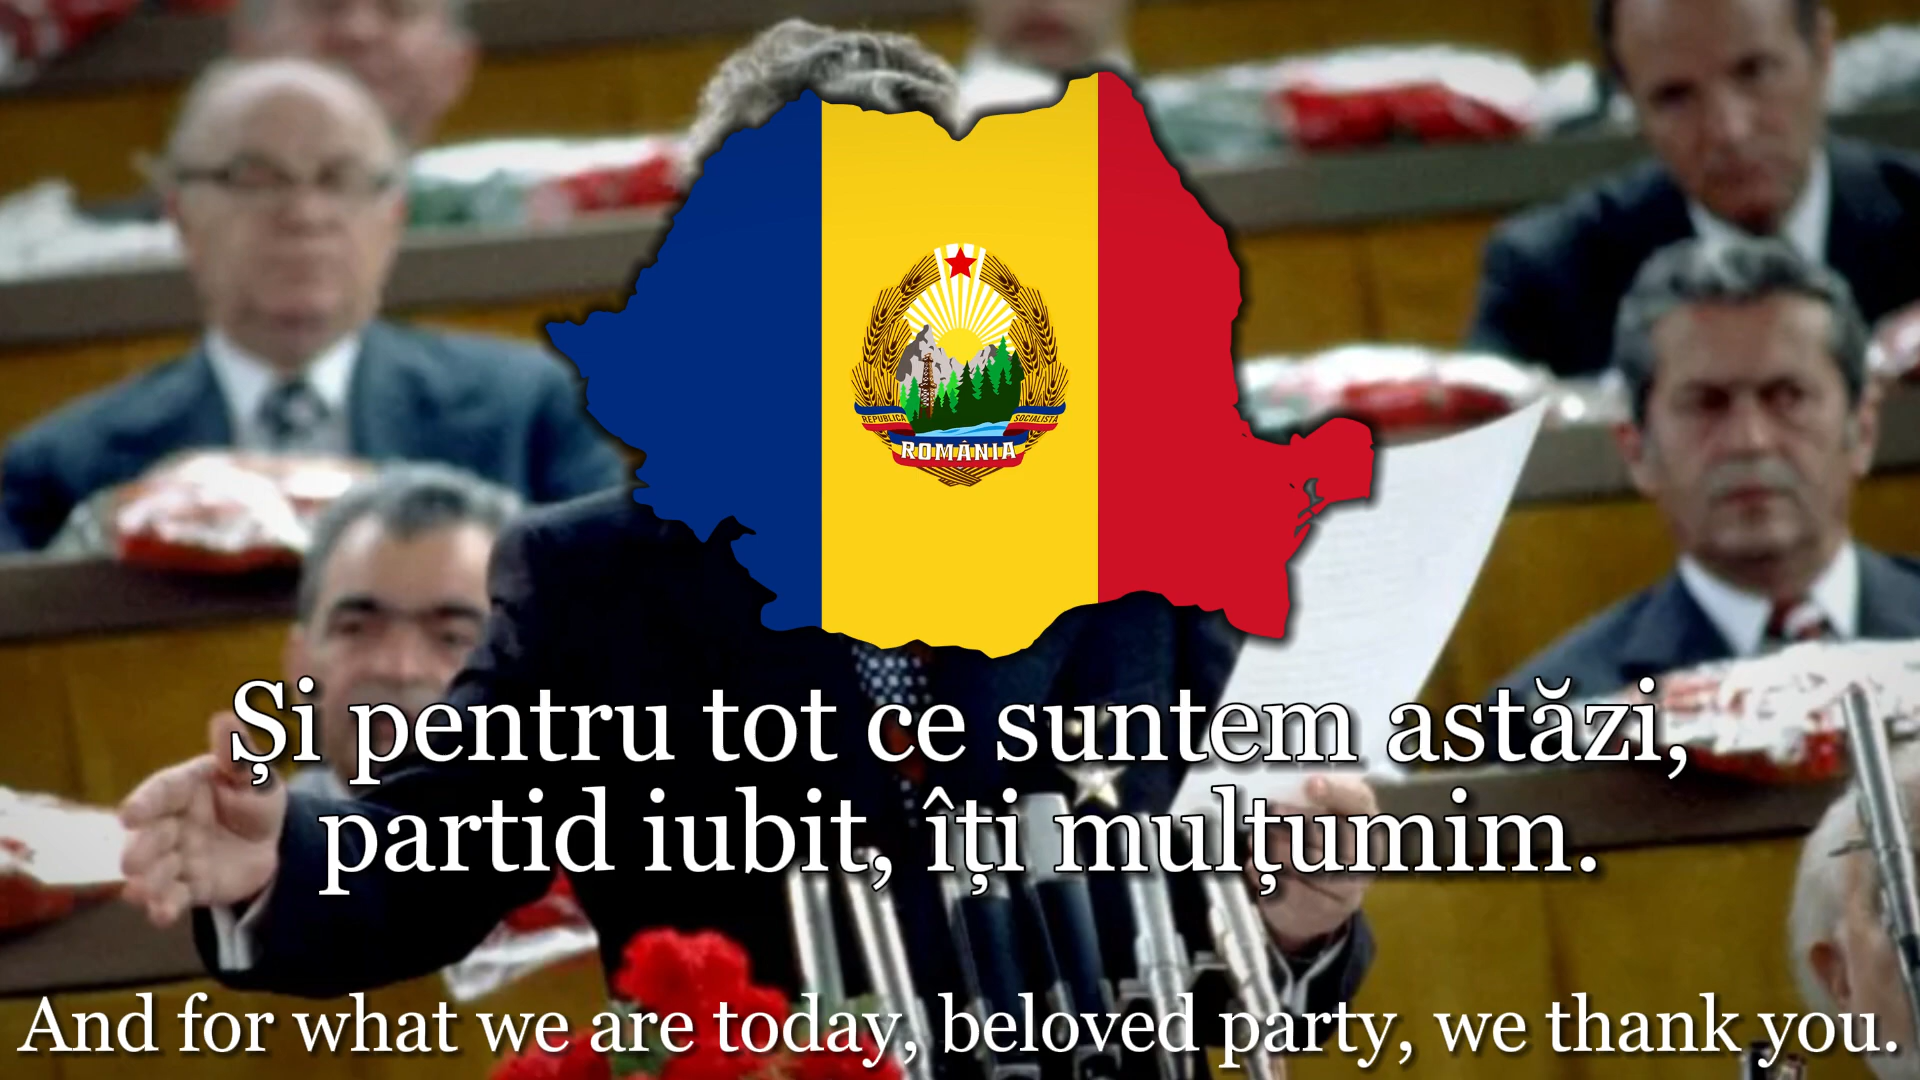 REPUBLICA SOCIALISTĂ
ROMÂNIA
Și pentru tot ce suntem astăzi,
partid iubit, îți mulțumim.
And for what we are today, beloved party, we thank you.